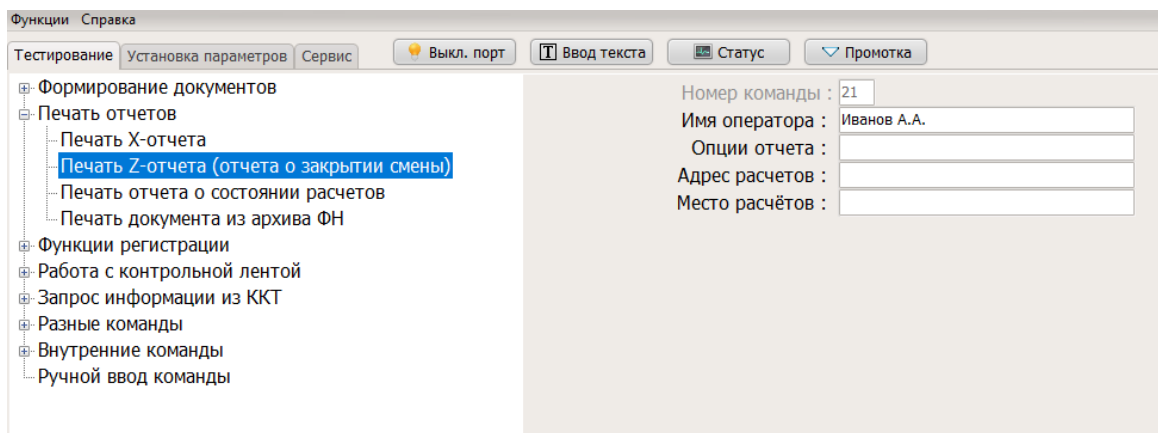 Функции Справка
Тестирование Установка параметров Сервис Выкл. порт Ввод текста Статус Промотка
Формирование документов
Печать отчетов
Печать X-отчета
Печать Z-отчета (отчета о закрытии смены)
Печать отчета о состоянии расчетов
Печать документа из архива ФН
Функции регистрации
Работа с контрольной лентой
Запрос информации из ККТ
Разные команды
Внутренние команды
Ручной ввод команды
Номер команды : 21
Имя оператора : Иванов А.А.
Опции отчета :
Адрес расчетов :
Место расчётов :